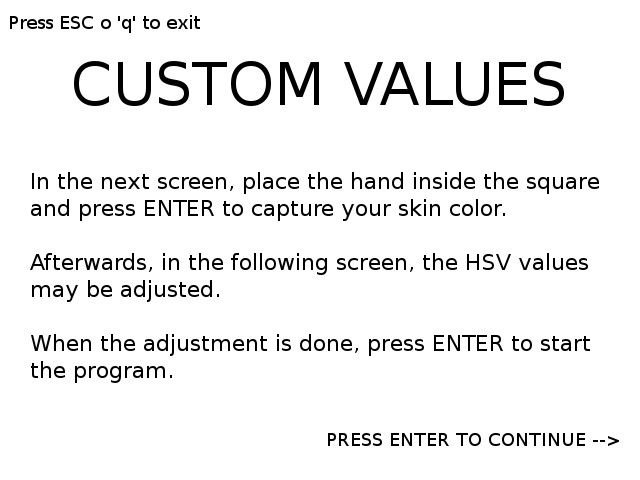 Press ESC o 'q' to exit
CUSTOM VALUES
In the next screen, place the hand inside the square
and press ENTER to capture your skin color.
Afterwards, in the following screen, the HSV values
may be adjusted.
When the adjustment is done, press ENTER to start
the program.
PRESS ENTER TO CONTINUE -->